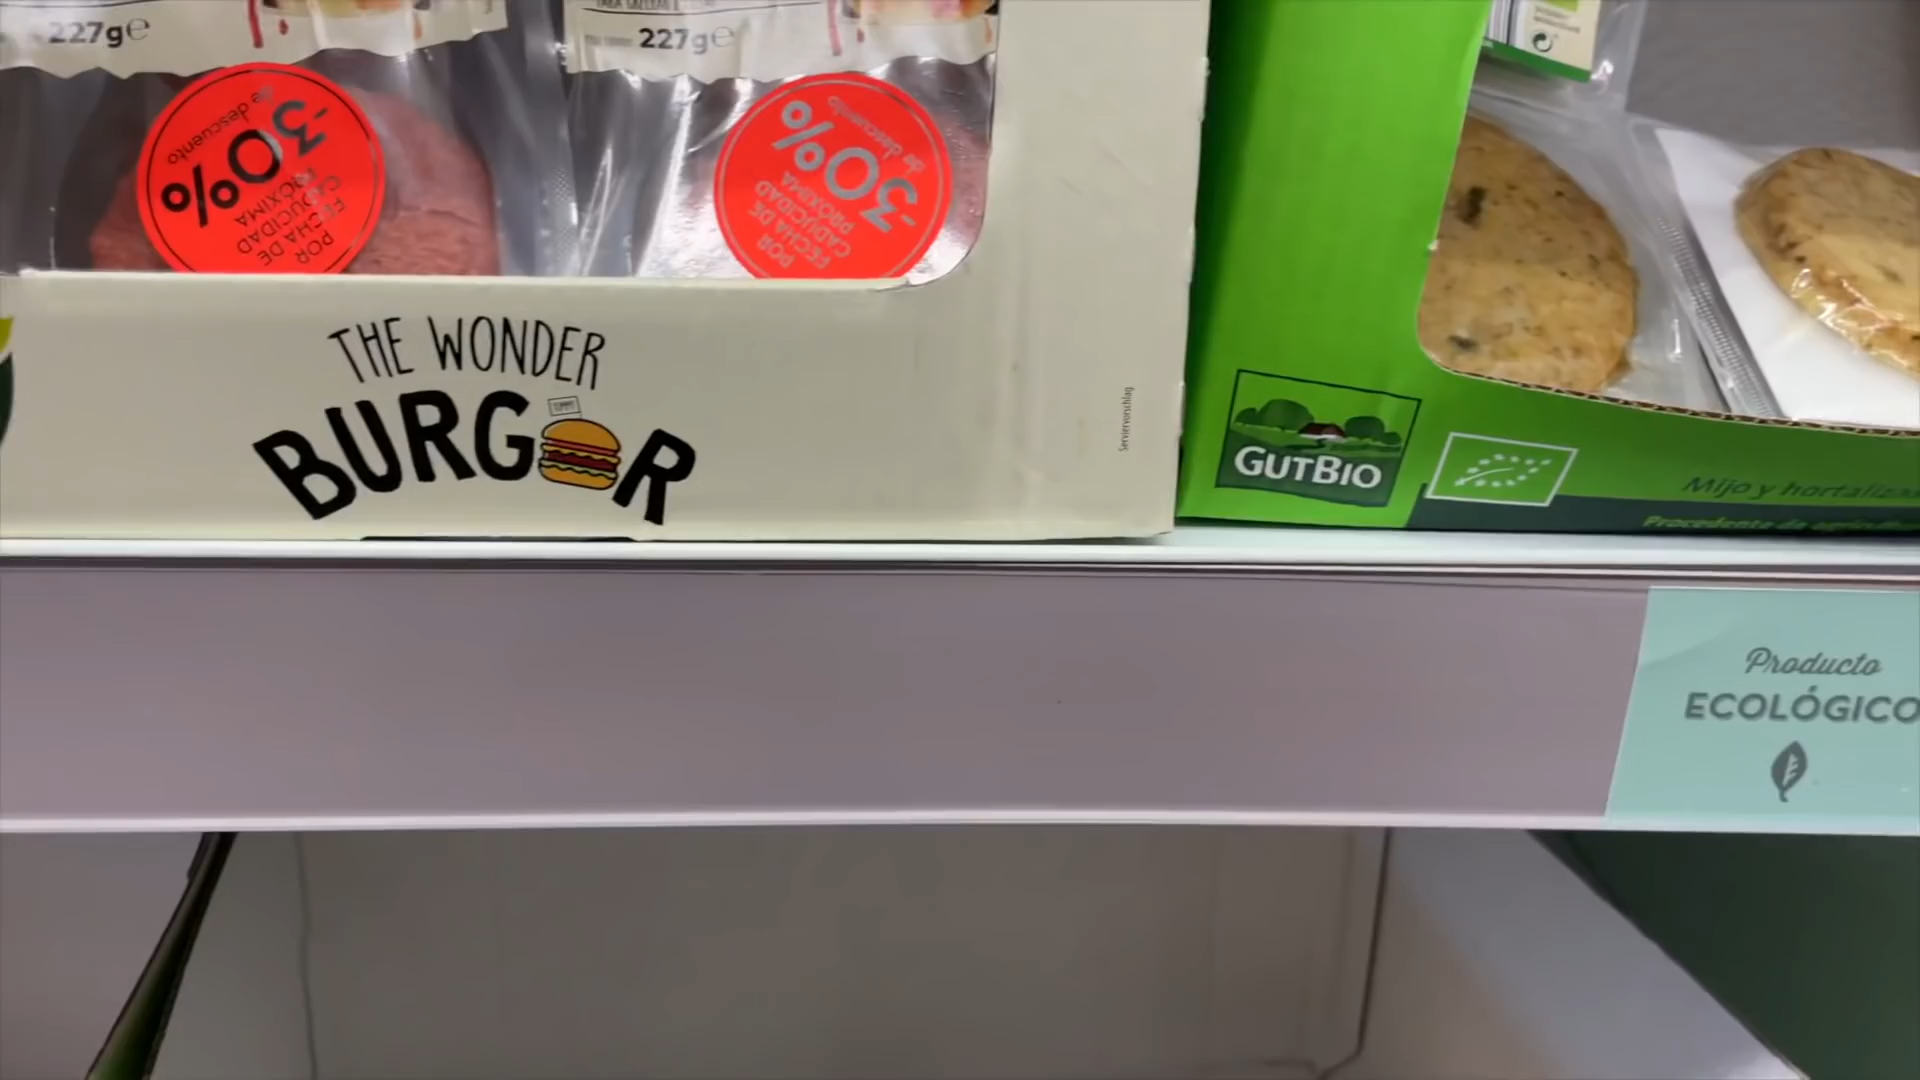 227g℮
227g℮
-30%
de descuento
POR
FECHA DE
CADUCIDAD
PRÓXIMA
-30%
de descuento
POR
FECHA DE
CADUCIDAD
PRÓXIMA
THE WONDER
BURGER
Serviervorschlag
GUTBIO
Mijo y hortalizas
Producto
ECOLÓGICO